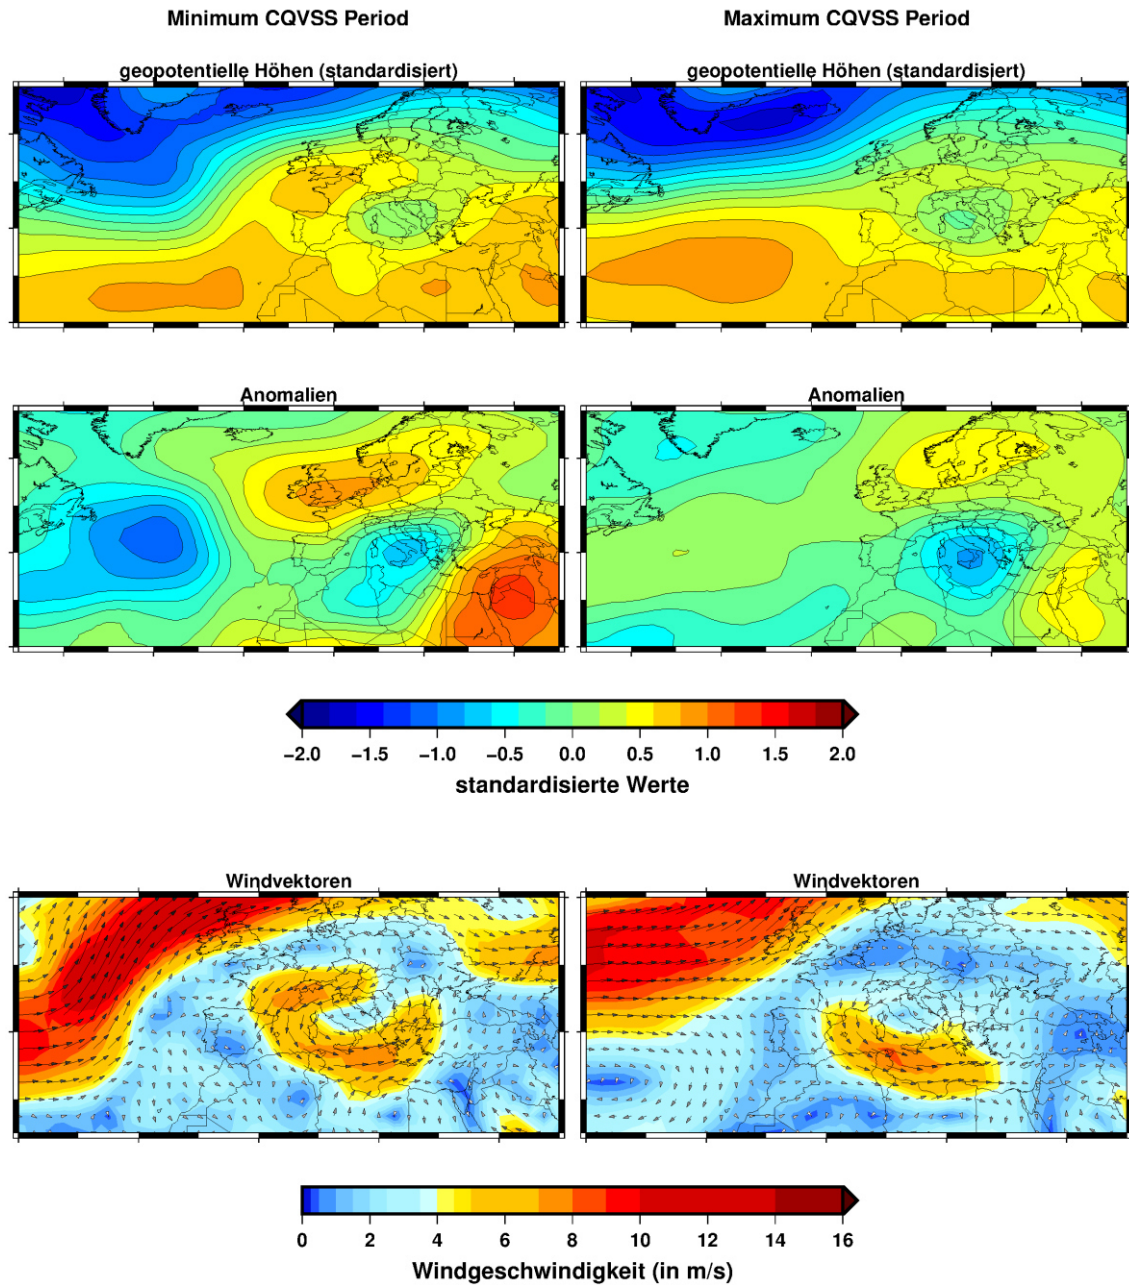 Minimum CQVSS Period
Maximum CQVSS Period
geopotentielle Höhen (standardisiert)
geopotentielle Höhen (standardisiert)
Anomalien
Anomalien
−2.0 −1.5 −1.0 −0.5 0.0 0.5 1.0 1.5 2.0
standardisierte Werte
Windvektoren
Windvektoren
0 2 4 6 8 10 12 14 16
Windgeschwindigkeit (in m/s)